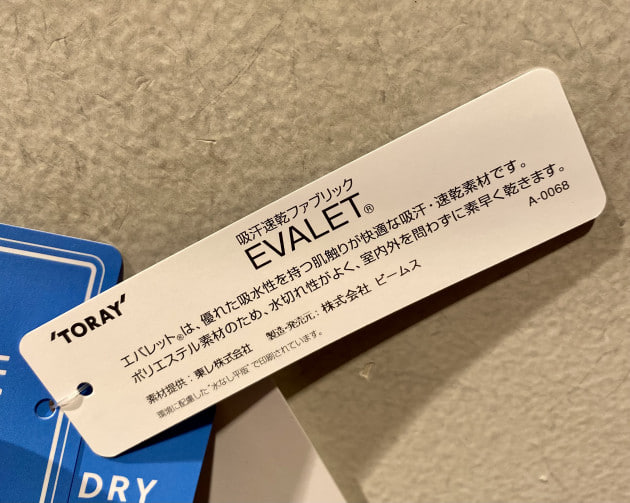 'TORAY'
吸汗速乾ファブリック
EVALET®
エバレット®は、優れた吸水性を持つ肌触りが快適な吸汗・速乾素材です。
ポリエステル素材のため、水切れ性がよく、室内外を問わずに素早く乾きます。
素材提供：東レ株式会社 製造・発売元：株式会社 ビームス
A-0068
環境に配慮した“水なし平版”で印刷されています。
E
DRY